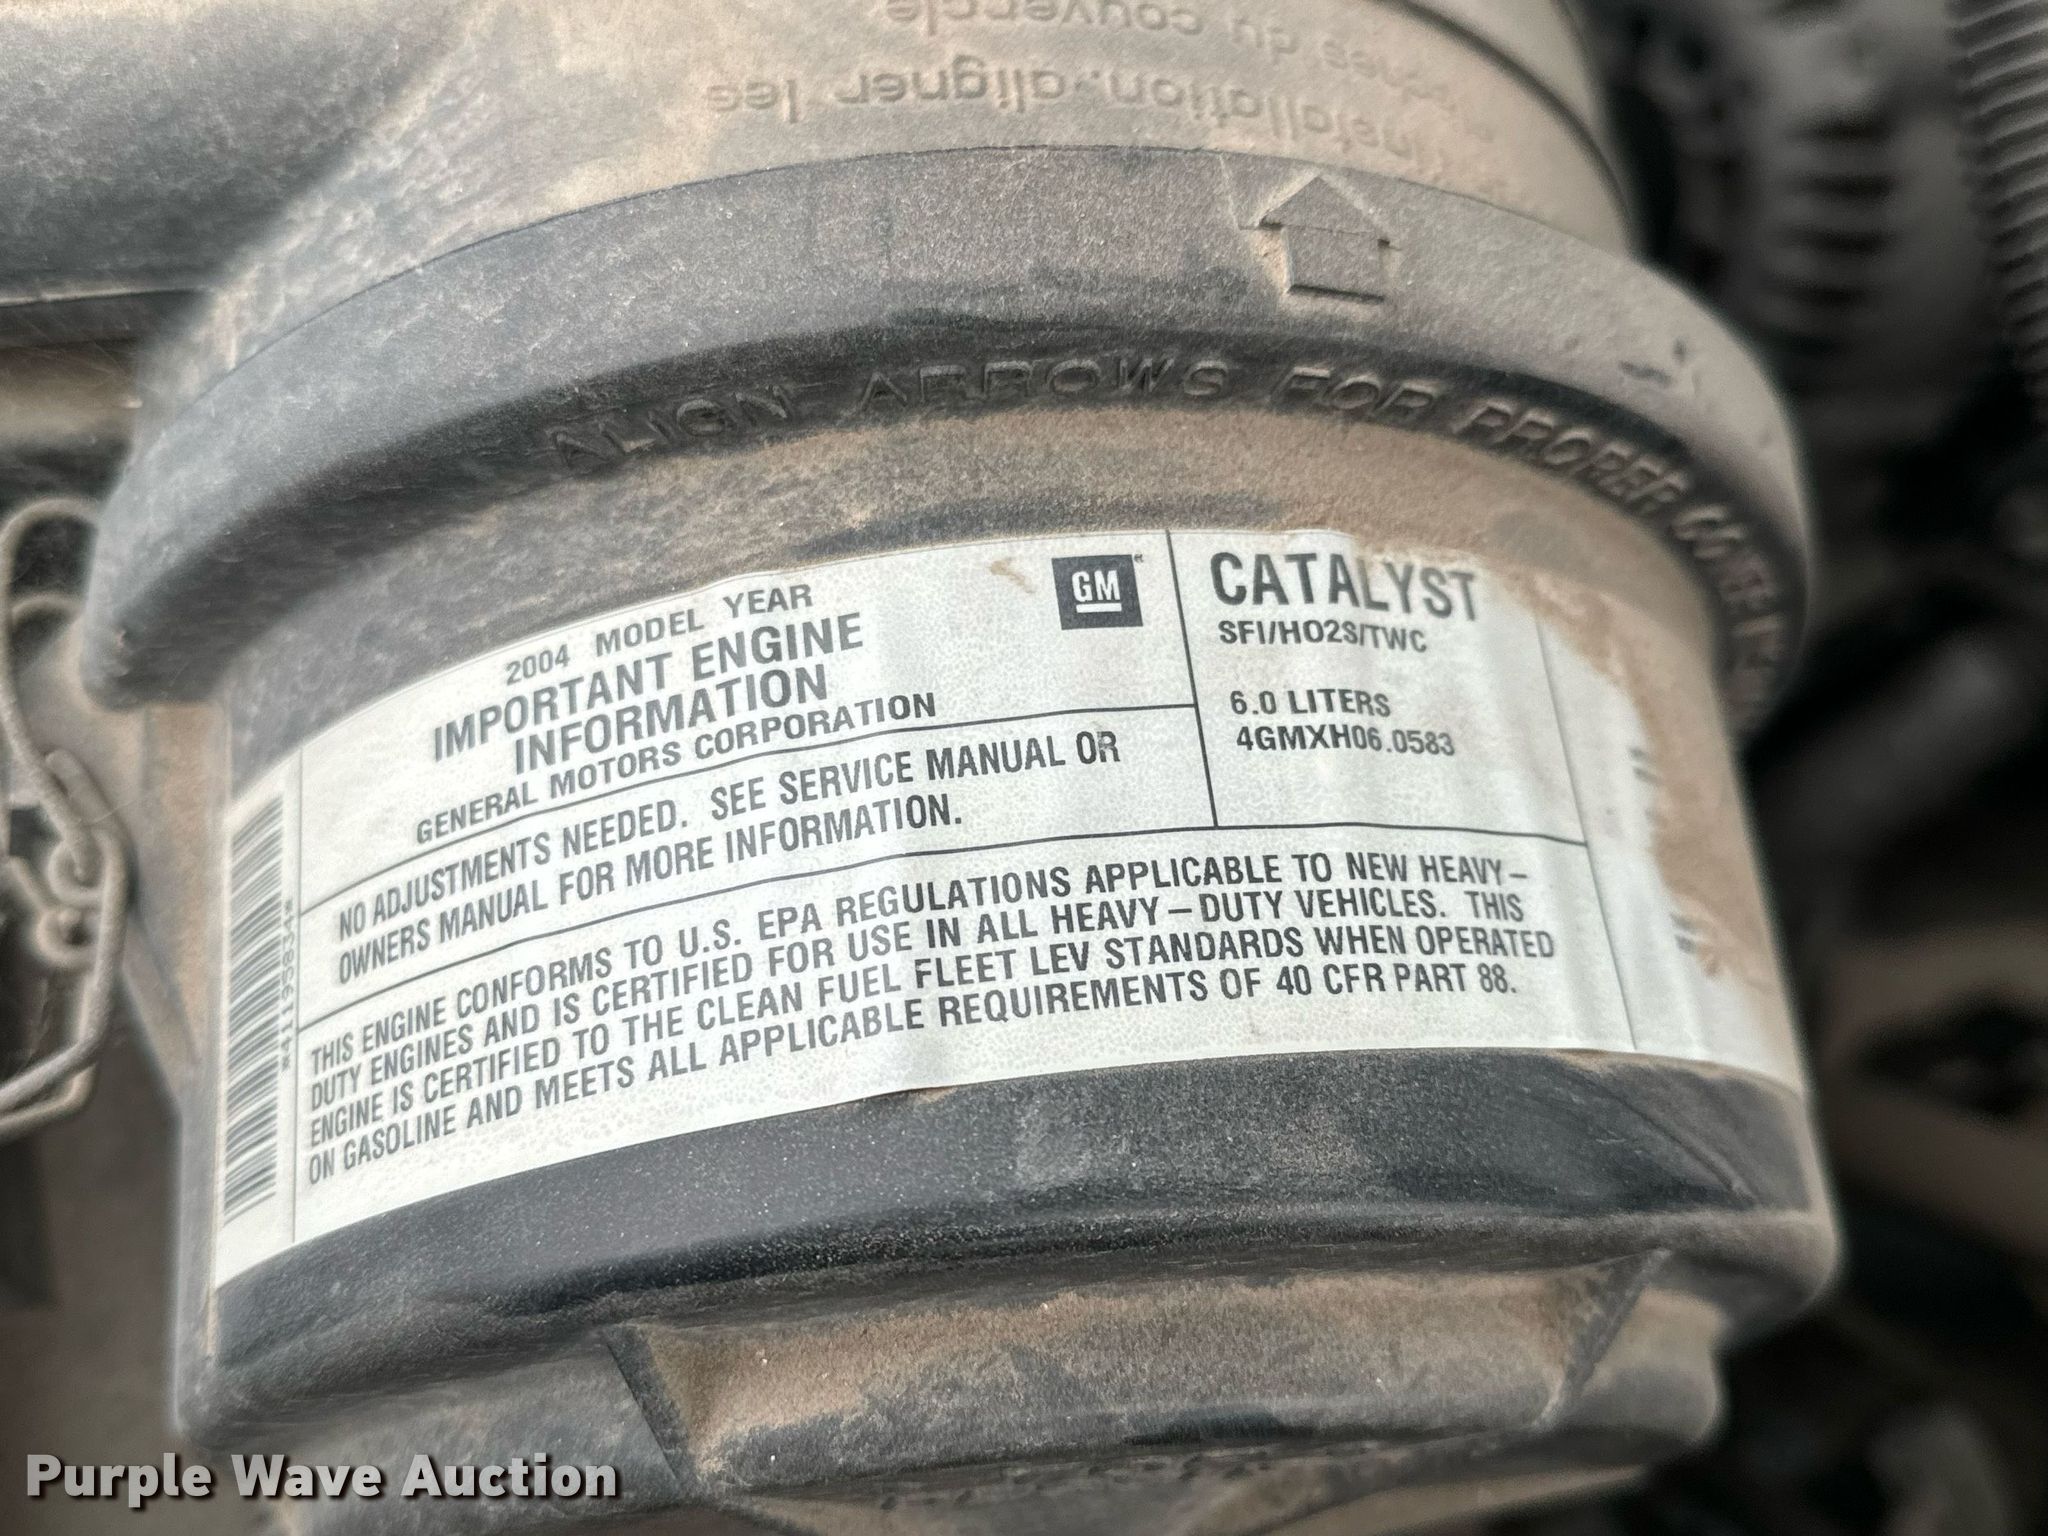 couvercle
du couvercle
installation, aligner les
ALIGN ARROWS FOR PROPER
2004 MODEL YEAR
IMPORTANT ENGINE
INFORMATION
GENERAL MOTORS CORPORATION
GM
CATALYST
SFI/HO2S/TWC
6.0 LITERS
4GMXH06.0583
NO ADJUSTMENTS NEEDED. SEE SERVICE MANUAL OR
OWNERS MANUAL FOR MORE INFORMATION.
THIS ENGINE CONFORMS TO U.S. EPA REGULATIONS APPLICABLE TO NEW HEAVY-
DUTY ENGINES AND IS CERTIFIED FOR USE IN ALL HEAVY-DUTY VEHICLES. THIS
ENGINE IS CERTIFIED TO THE CLEAN FUEL FLEET LEV STANDARDS WHEN OPERATED
ON GASOLINE AND MEETS ALL APPLICABLE REQUIREMENTS OF 40 CFR PART 88.
*41195834*
Purple Wave Auction